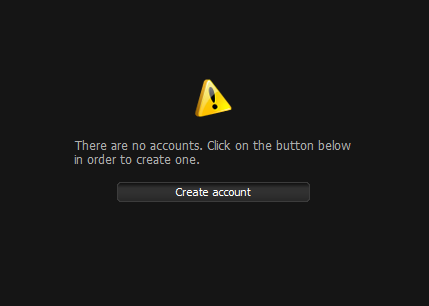 There are no accounts. Click on the button below
in order to create one.
Create account